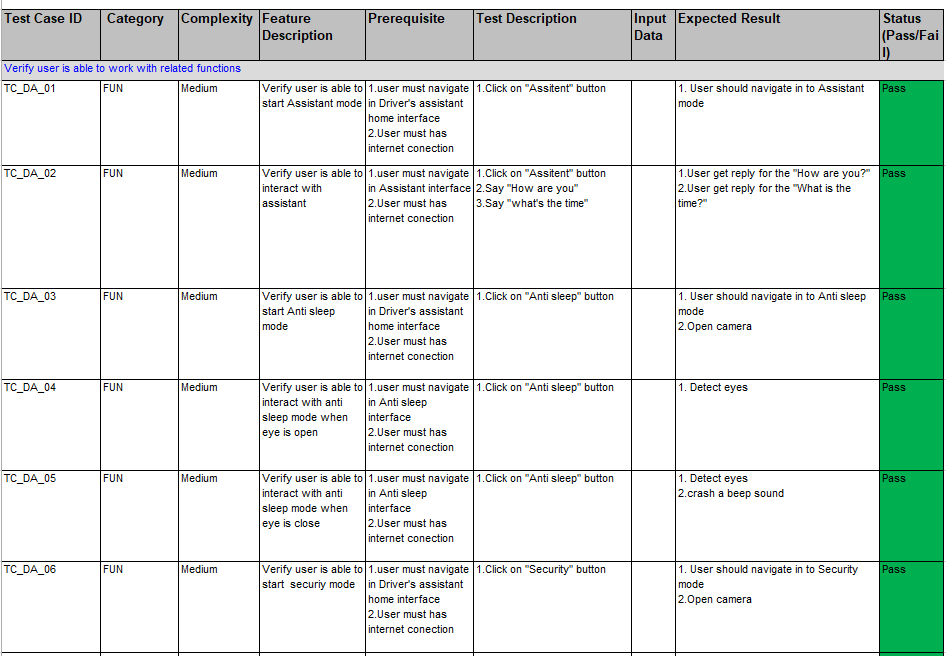 Test Case ID
Category
Complexity
Feature
Description
Prerequisite
Test Description
Input
Data
Expected Result
Status
(Pass/Fai
l)
Verify user is able to work with related functions
TC_DA_01
FUN
Medium
Verify user is able to
start Assistant mode
1.user must navigate
in Driver's assistant
home interface
2.User must has
internet conection
1.Click on "Assitent" button
1. User should navigate in to Assistant
mode
Pass
TC_DA_02
FUN
Medium
Verify user is able to
interact with
assistant
1.user must navigate
in Assistant interface
2.User must has
internet conection
1.Click on "Assitent" button
2.Say "How are you"
3.Say "what's the time"
1.User get reply for the "How are you?"
2.User get reply for the "What is the
time?"
Pass
TC_DA_03
FUN
Medium
Verify user is able to
start Anti sleep
mode
1.user must navigate
in Driver's assistant
home interface
2.User must has
internet conection
1.Click on "Anti sleep" button
1. User should navigate in to Anti sleep
mode
2.Open camera
Pass
TC_DA_04
FUN
Medium
Verify user is able to
interact with anti
sleep mode when
eye is open
1.user must navigate
in Anti sleep
interface
2.User must has
internet conection
1.Click on "Anti sleep" button
1. Detect eyes
Pass
TC_DA_05
FUN
Medium
Verify user is able to
interact with anti
sleep mode when
eye is close
1.user must navigate
in Anti sleep
interface
2.User must has
internet conection
1.Click on "Anti sleep" button
1. Detect eyes
2.crash a beep sound
Pass
TC_DA_06
FUN
Medium
Verify user is able to
start  securiy mode
1.user must navigate
in Driver's assistant
home interface
2.User must has
internet conection
1.Click on "Security" button
1. User should navigate in to Security
mode
2.Open camera
Pass